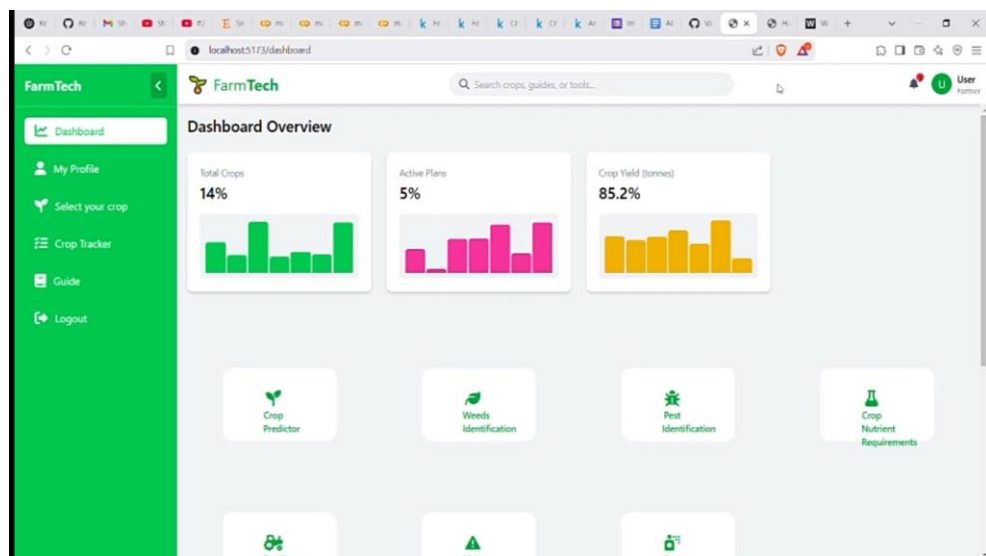 localhost:5173/dashboard
FarmTech
FarmTech
Search crops, guides, or tools...
U
User
Farmer
Dashboard
My Profile
Select your crop
Crop Tracker
Guide
Logout
Dashboard Overview
Total Crops
14%
Active Plans
5%
Crop Yield (tonnes)
85.2%
Crop
Predictor
Weeds
Identification
Pest
Identification
Crop
Nutrient
Requirements